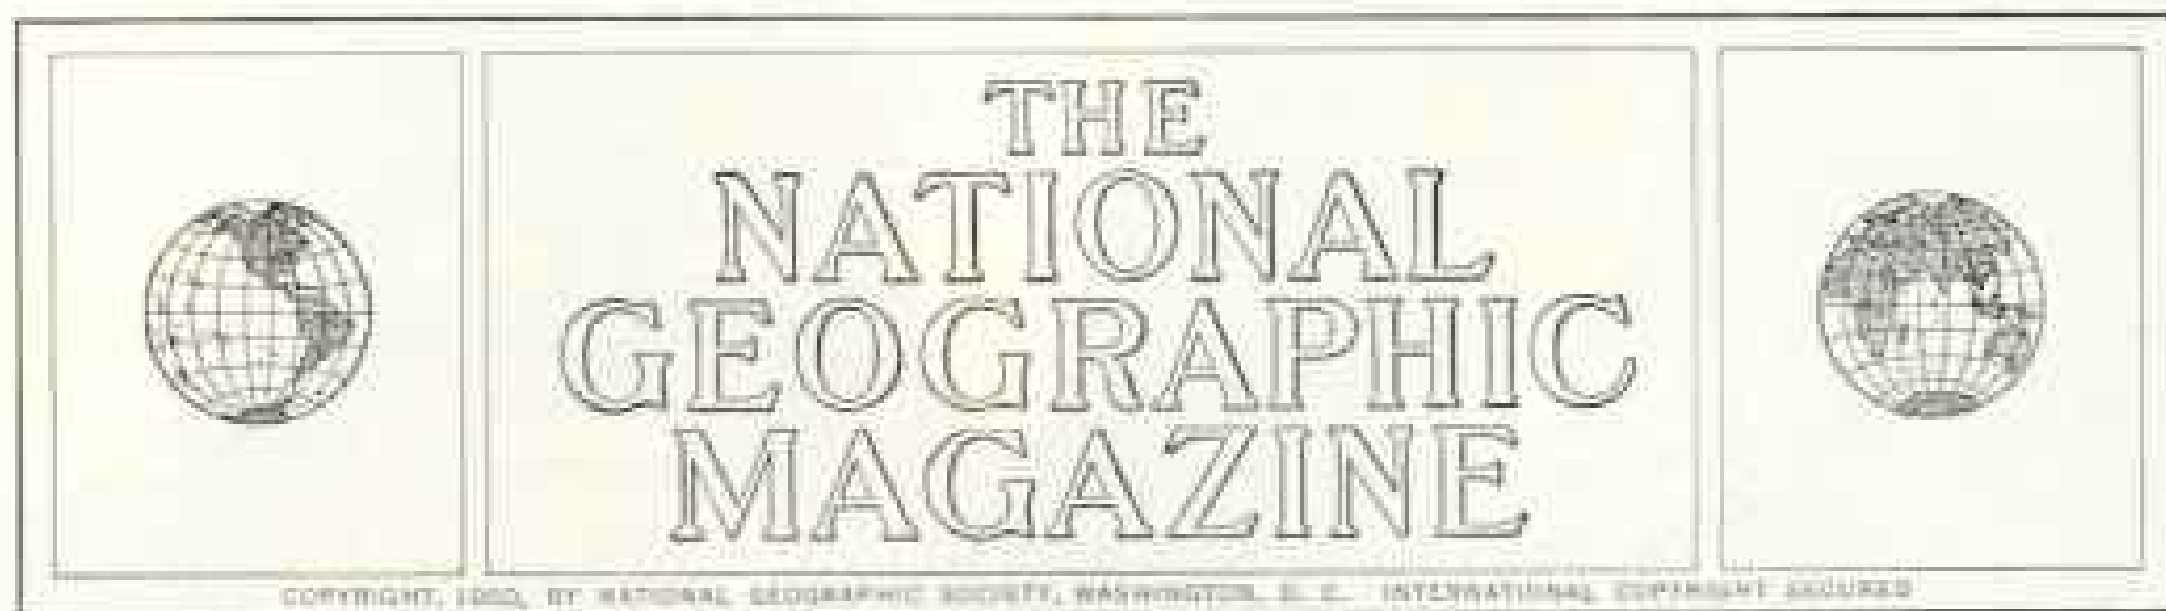 THE
NATIONAL
GEOGRAPHIC
MAGAZINE
COPYRIGHT, BY NATIONAL GEOGRAPHIC SOCIETY, WASHINGTON, D. C. INTERNATIONAL COPYRIGHT SECURED